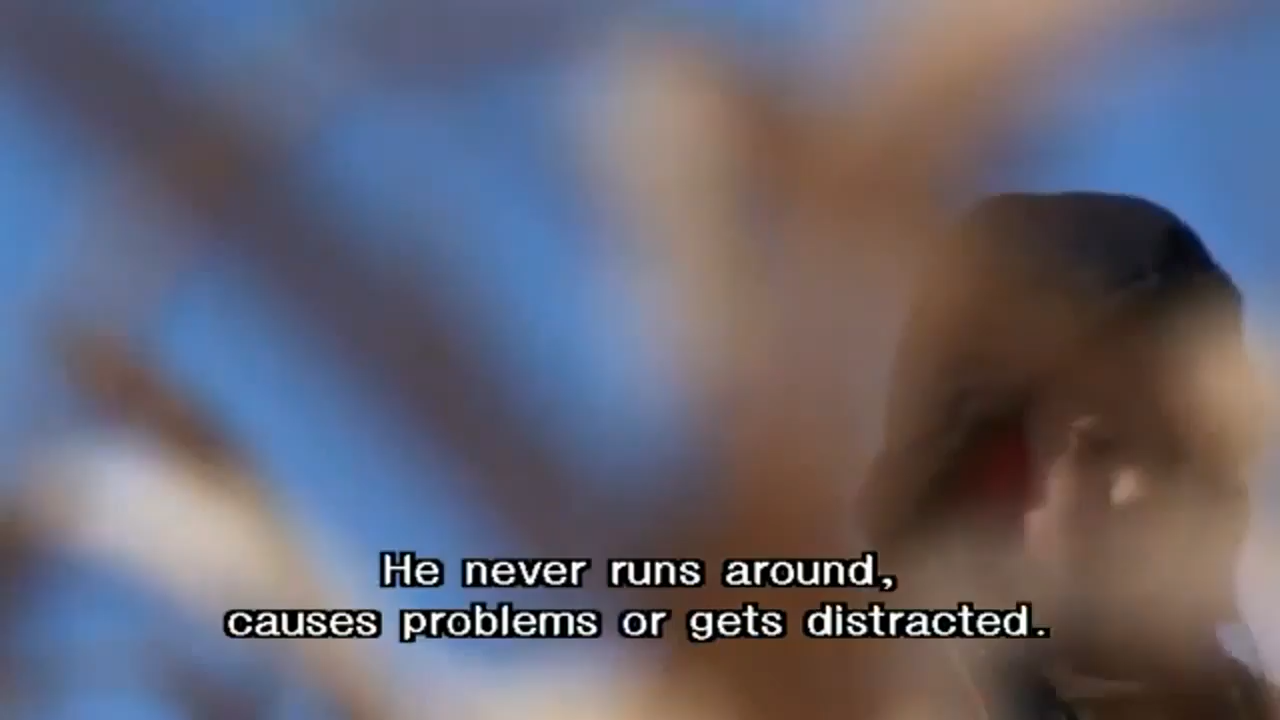 He never runs around,
causes problems or gets distracted.